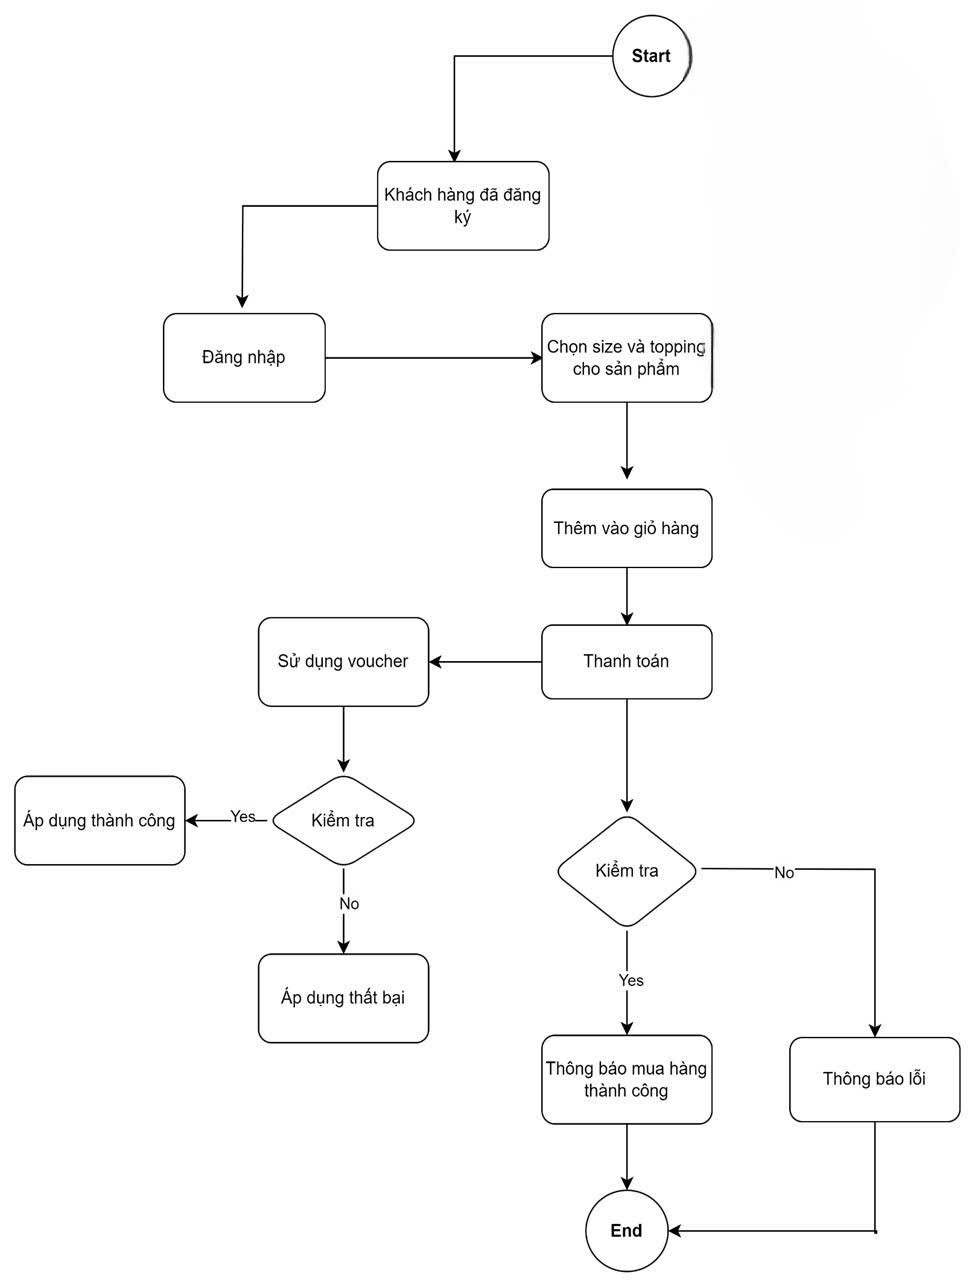 Start
Khách hàng đã đăng
ký
Đăng nhập
Chọn size và topping
cho sản phẩm
Thêm vào giỏ hàng
Sử dụng voucher
Thanh toán
Áp dụng thành công
Yes
Kiểm tra
Kiểm tra
No
No
Yes
Áp dụng thất bại
Thông báo mua hàng
thành công
Thông báo lỗi
End